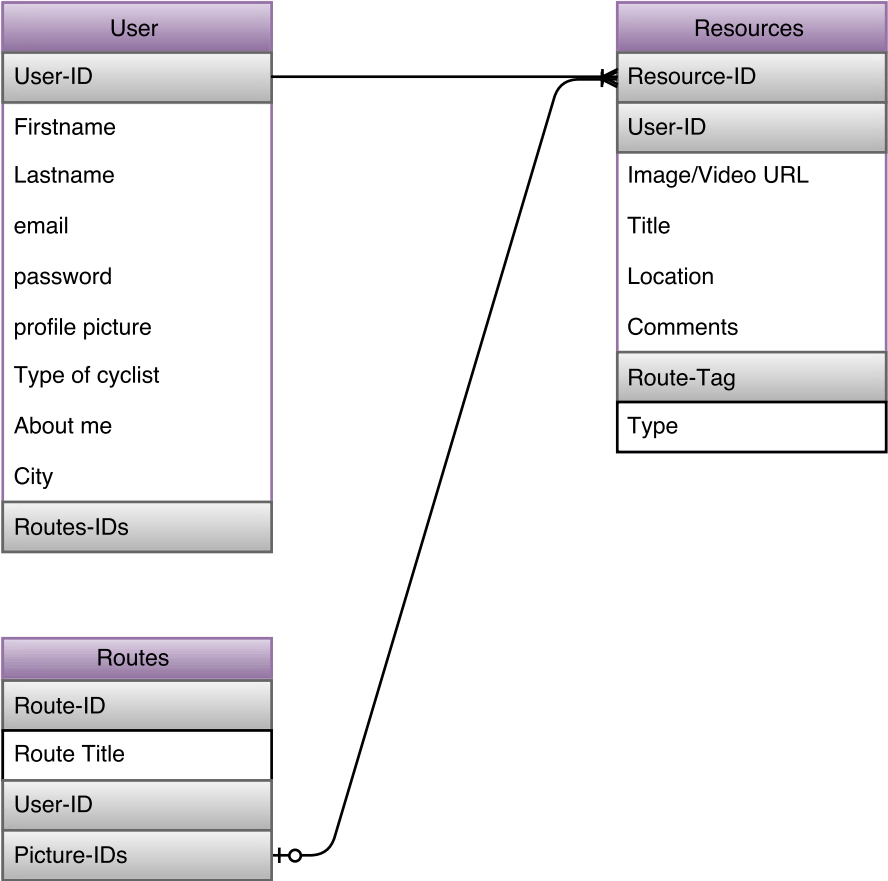 User
User-ID
Firstname
Lastname
email
password
profile picture
Type of cyclist
About me
City
Routes-IDs
Resources
Resource-ID
User-ID
Image/Video URL
Title
Location
Comments
Route-Tag
Type
Routes
Route-ID
Route Title
User-ID
Picture-IDs